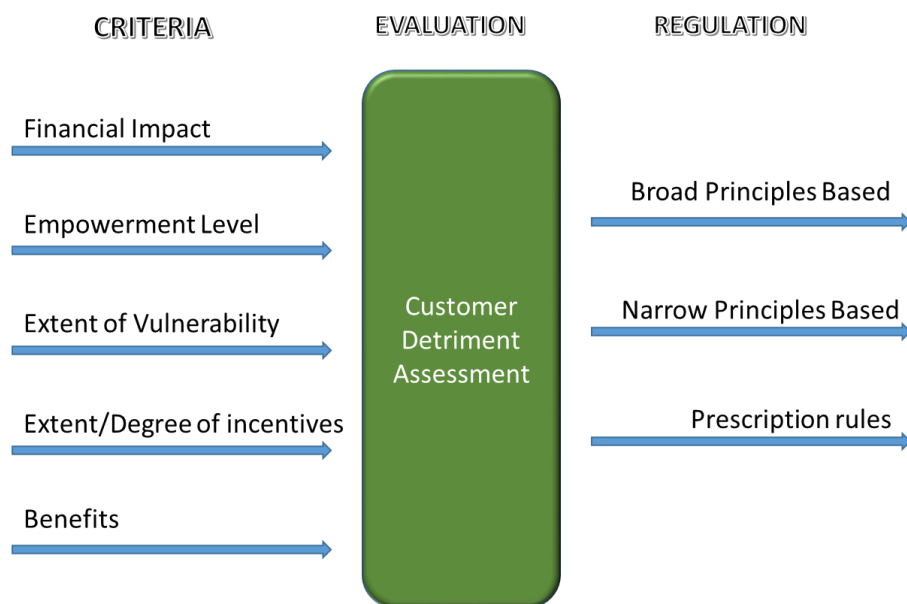 CRITERIA
EVALUATION
REGULATION
Financial Impact
Empowerment Level
Extent of Vulnerability
Extent/Degree of incentives
Benefits
Customer
Detriment
Assessment
Broad Principles Based
Narrow Principles Based
Prescription rules